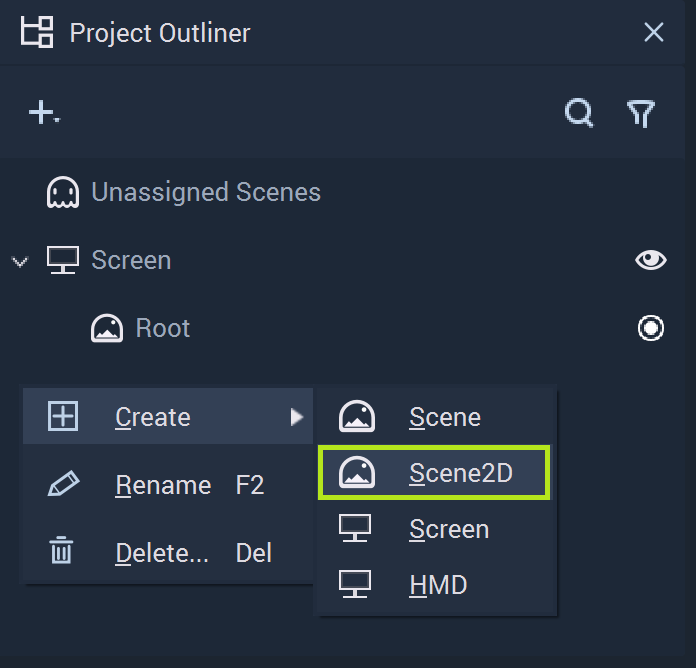 Project Outliner
Unassigned Scenes
Screen
Root
Create
Rename F2
Delete... Del
Scene
Scene2D
Screen
HMD